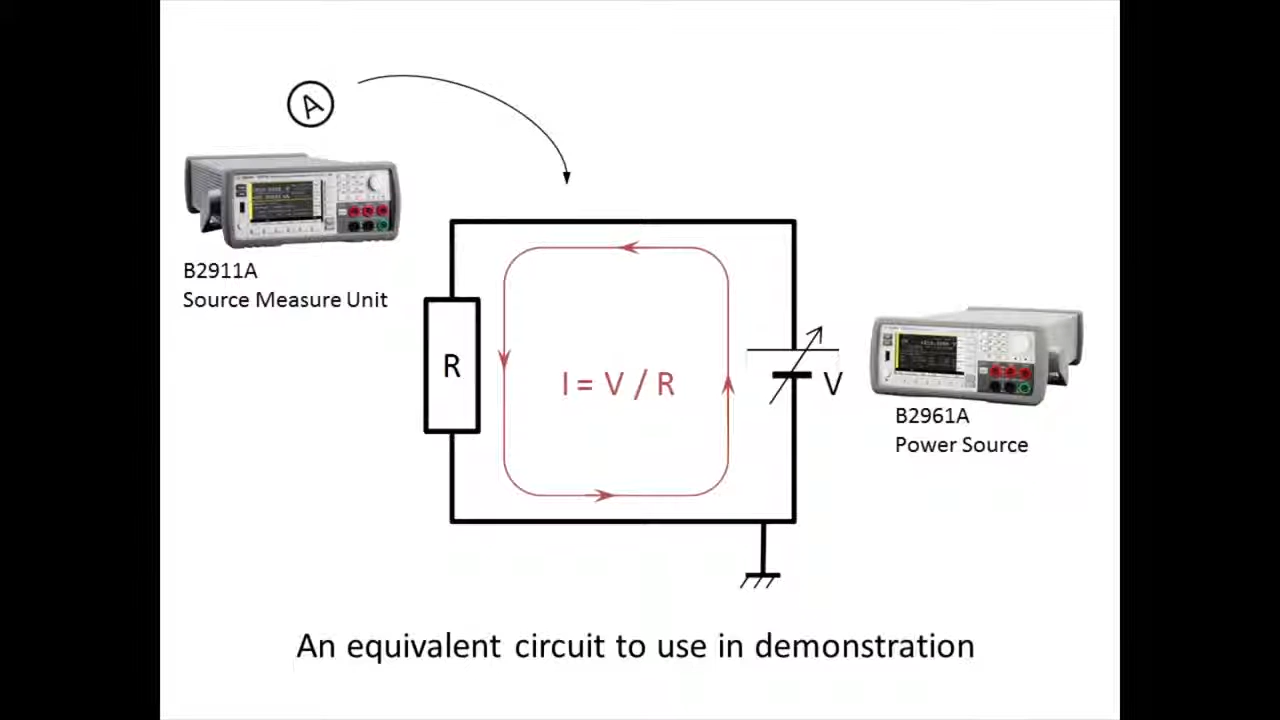 A
B2911A
Source Measure Unit
R
I = V / R
V
B2961A
Power Source
An equivalent circuit to use in demonstration